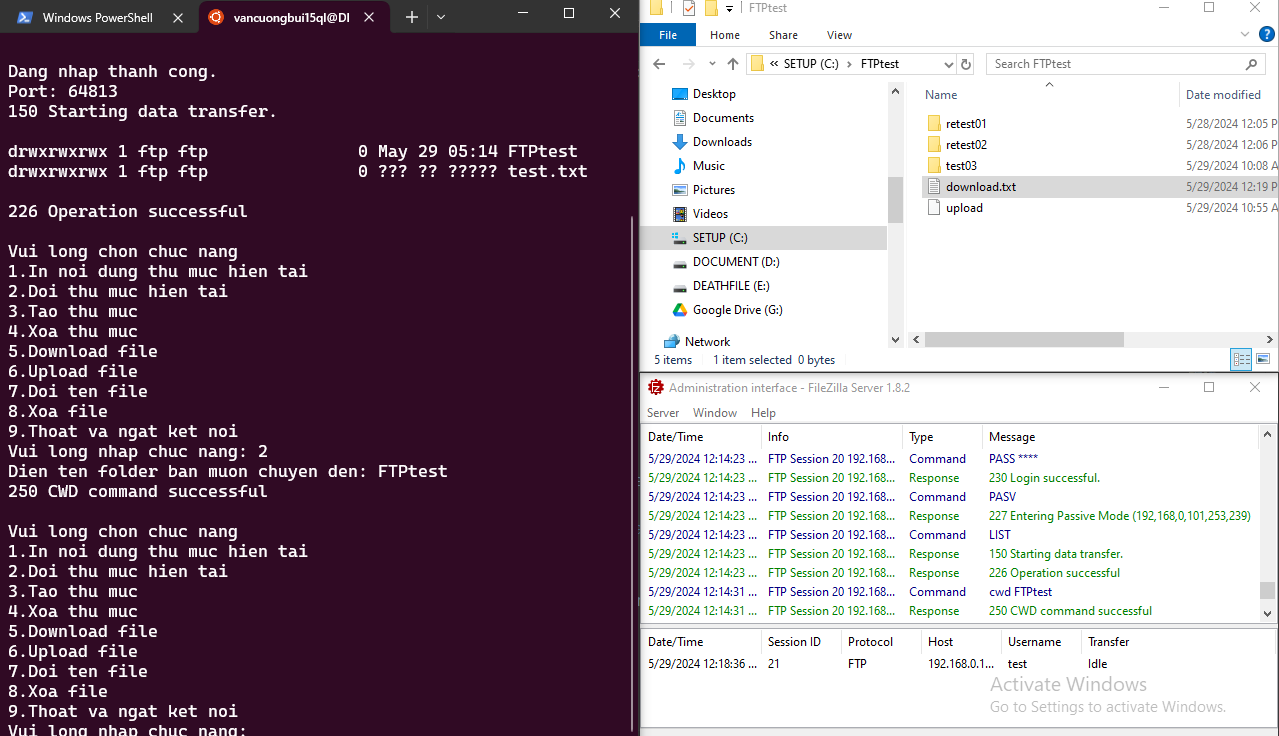 Windows PowerShell
vancuongbui15ql@DI
Dang nhap thanh cong.
Port: 64813
150 Starting data transfer.
drwxrwxrwx 1 ftp ftp 0 May 29 05:14 FTPtest
drwxrwxrwx 1 ftp ftp 0 ??? ?? ????? test.txt
226 Operation successful
Vui long chon chuc nang
1.In noi dung thu muc hien tai
2.Doi thu muc hien tai
3.Tao thu muc
4.Xoa thu muc
5.Download file
6.Upload file
7.Doi ten file
8.Xoa file
9.Thoat va ngat ket noi
Vui long nhap chuc nang: 2
Dien ten folder ban muon chuyen den: FTPtest
250 CWD command successful
Vui long chon chuc nang
1.In noi dung thu muc hien tai
2.Doi thu muc hien tai
3.Tao thu muc
4.Xoa thu muc
5.Download file
6.Upload file
7.Doi ten file
8.Xoa file
9.Thoat va ngat ket noi
Vui long nhap chuc nang:
FTPtest
File Home Share View
« SETUP (C:) › FTPtest
Search FTPtest
Desktop
Documents
Downloads
Music
Pictures
Videos
SETUP (C:)
DOCUMENT (D:)
DEATHFILE (E:)
Google Drive (G:)
Network
Name Date modified
retest01 5/28/2024 12:05 P
retest02 5/28/2024 12:06 P
test03 5/29/2024 10:08 A
download.txt 5/29/2024 12:19 P
upload 5/29/2024 10:55 A
5 items 1 item selected 0 bytes
Administration interface - FileZilla Server 1.8.2
Server Window Help
Date/Time Info Type Message
5/29/2024 12:14:23 ... FTP Session 20 192.168... Command PASS ****
5/29/2024 12:14:23 ... FTP Session 20 192.168... Response 230 Login successful.
5/29/2024 12:14:23 ... FTP Session 20 192.168... Command PASV
5/29/2024 12:14:23 ... FTP Session 20 192.168... Response 227 Entering Passive Mode (192,168,0,101,253,239)
5/29/2024 12:14:23 ... FTP Session 20 192.168... Command LIST
5/29/2024 12:14:23 ... FTP Session 20 192.168... Response 150 Starting data transfer.
5/29/2024 12:14:23 ... FTP Session 20 192.168... Response 226 Operation successful
5/29/2024 12:14:31 ... FTP Session 20 192.168... Command cwd FTPtest
5/29/2024 12:14:31 ... FTP Session 20 192.168... Response 250 CWD command successful
Date/Time Session ID Protocol Host Username Transfer
5/29/2024 12:18:36 ... 21 FTP 192.168.0.1... test Idle
Activate Windows
Go to Settings to activate Windows.